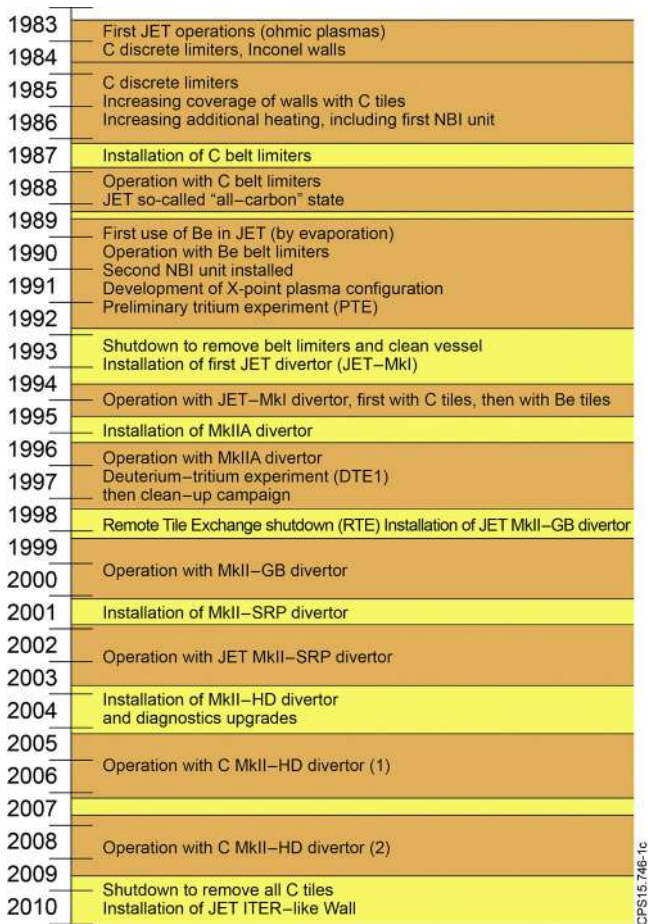 1983
First JET operations (ohmic plasmas)
C discrete limiters, Inconel walls
1984
C discrete limiters
1985
Increasing coverage of walls with C tiles
Increasing additional heating, including first NBI unit
1986
1987
Installation of C belt limiters
1988
Operation with C belt limiters
JET so-called "all–carbon" state
1989
First use of Be in JET (by evaporation)
1990
Operation with Be belt limiters
Second NBI unit installed
1991
Development of X-point plasma configuration
Preliminary tritium experiment (PTE)
1992
1993
Shutdown to remove belt limiters and clean vessel
Installation of first JET divertor (JET–MkI)
1994
Operation with JET–MkI divertor, first with C tiles, then with Be tiles
1995
Installation of MkIIA divertor
1996
Operation with MkIIA divertor
1997
Deuterium–tritium experiment (DTE1)
then clean–up campaign
1998
Remote Tile Exchange shutdown (RTE) Installation of JET MkII–GB divertor
1999
Operation with MkII–GB divertor
2000
2001
Installation of MkII–SRP divertor
2002
Operation with JET MkII–SRP divertor
2003
Installation of MkII–HD divertor
2004
and diagnostics upgrades
2005
Operation with C MkII–HD divertor (1)
2006
2007
2008
Operation with C MkII–HD divertor (2)
2009
Shutdown to remove all C tiles
2010
Installation of JET ITER–like Wall
CPS15.746-1c